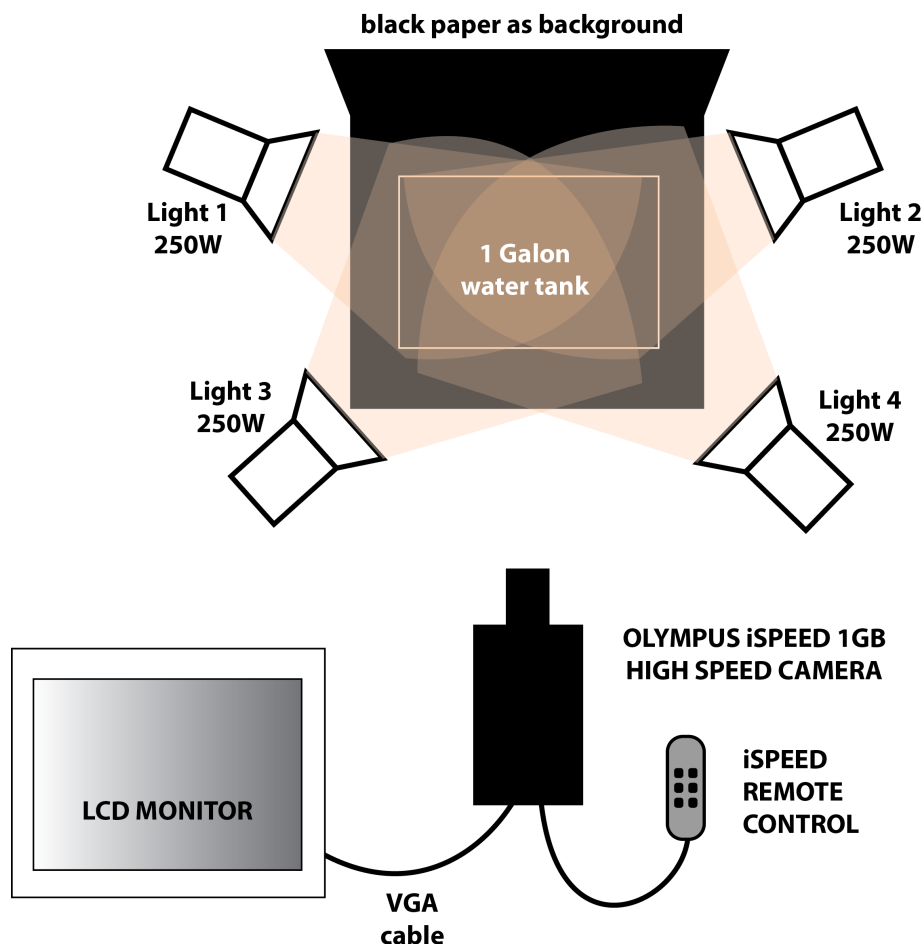 black paper as background
Light 1
250W
Light 2
250W
1 Galon
water tank
Light 3
250W
Light 4
250W
OLYMPUS iSPEED 1GB
HIGH SPEED CAMERA
LCD MONITOR
iSPEED
REMOTE
CONTROL
VGA
cable